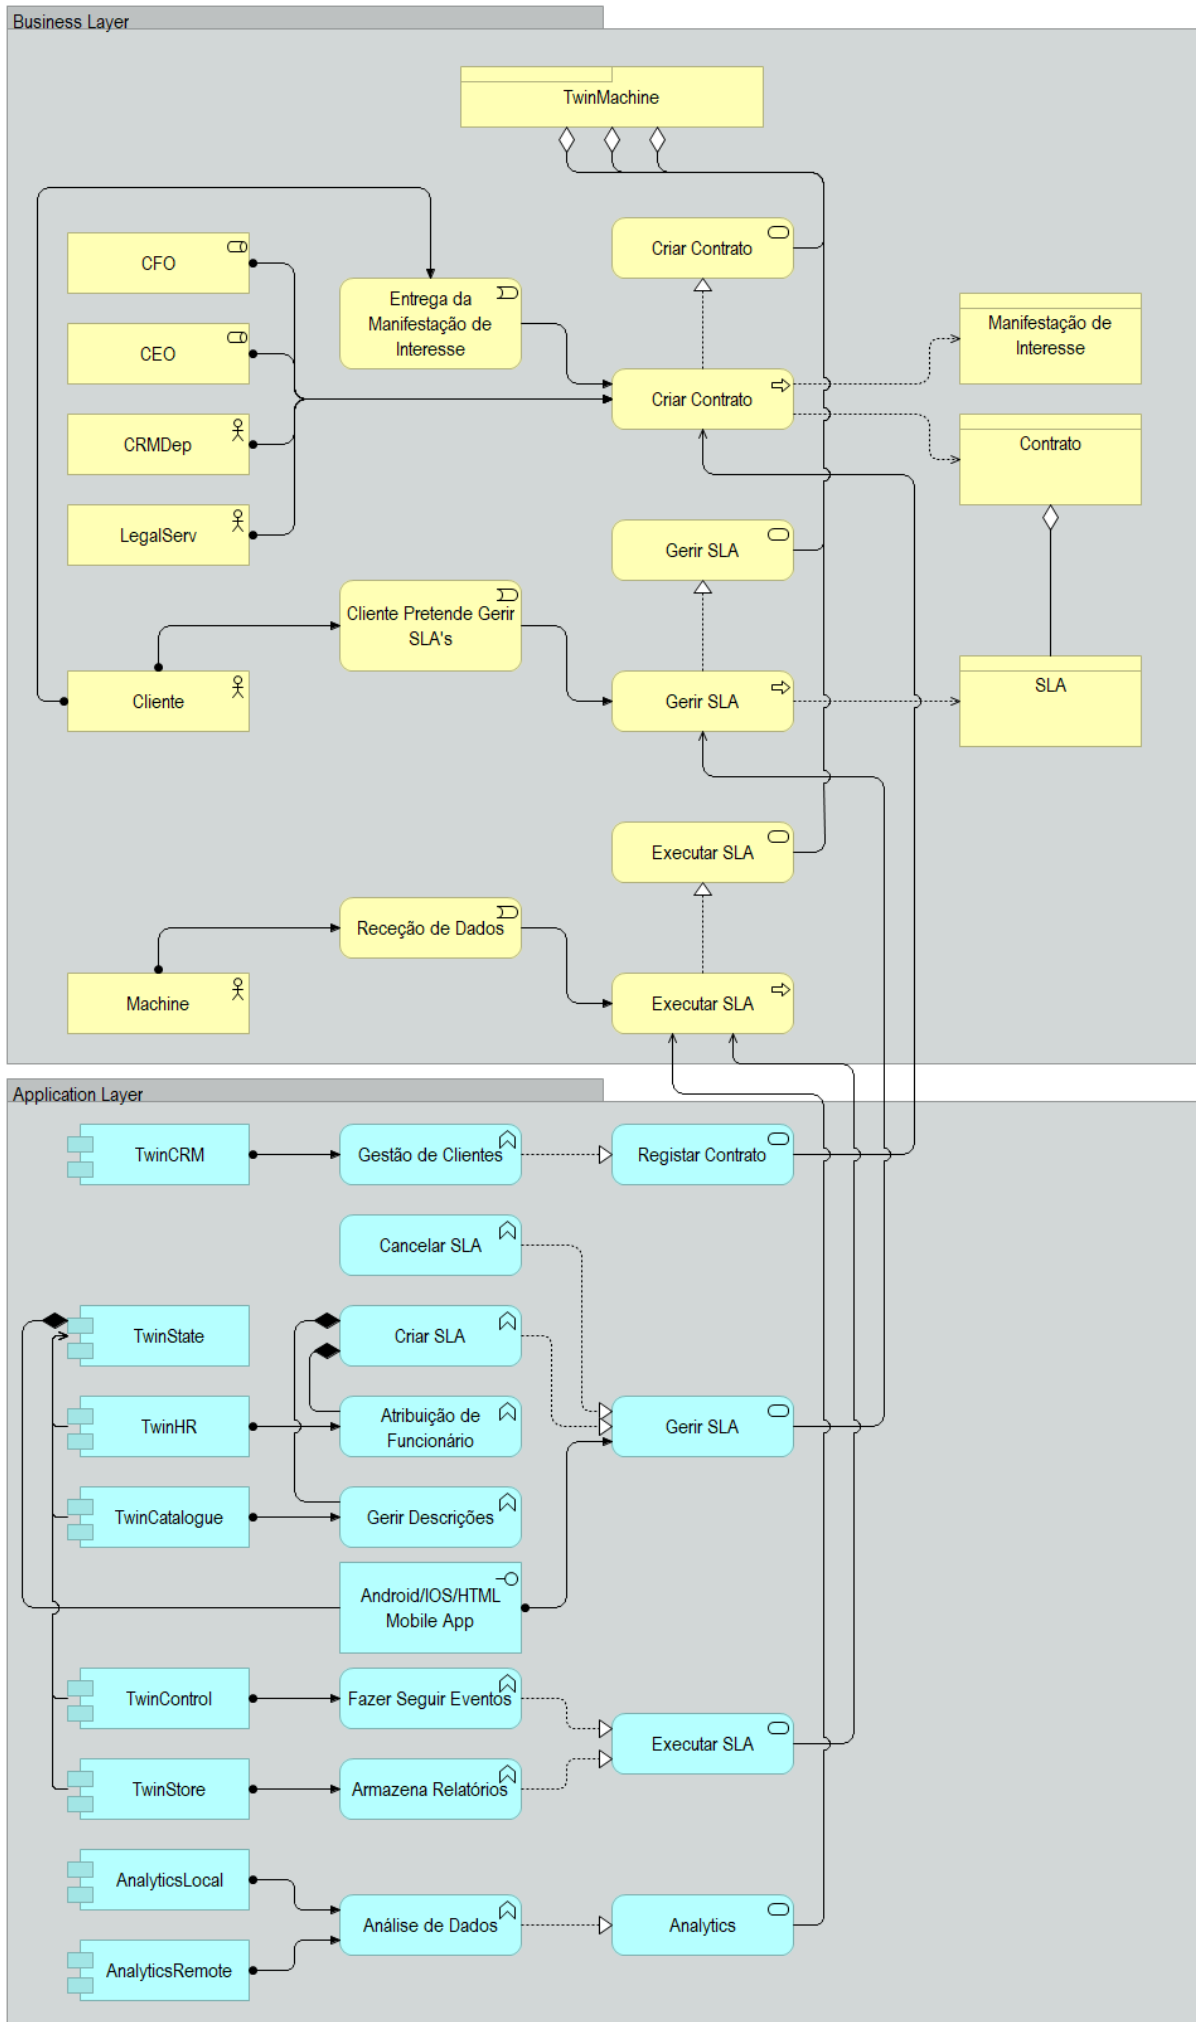 Business Layer
TwinMachine
CFO
Criar Contrato
Entrega da
Manifestação de
Interesse
Manifestação de
Interesse
CEO
Criar Contrato
CRMDep
Contrato
LegalServ
Gerir SLA
Cliente Pretende Gerir
SLA's
Cliente
Gerir SLA
SLA
Executar SLA
Receção de Dados
Machine
Executar SLA
Application Layer
TwinCRM
Gestão de Clientes
Registar Contrato
Cancelar SLA
TwinState
Criar SLA
TwinHR
Atribuição de
Funcionário
Gerir SLA
TwinCatalogue
Gerir Descrições
Android/IOS/HTML
Mobile App
TwinControl
Fazer Seguir Eventos
Executar SLA
TwinStore
Armazena Relatórios
AnalyticsLocal
Análise de Dados
Analytics
AnalyticsRemote